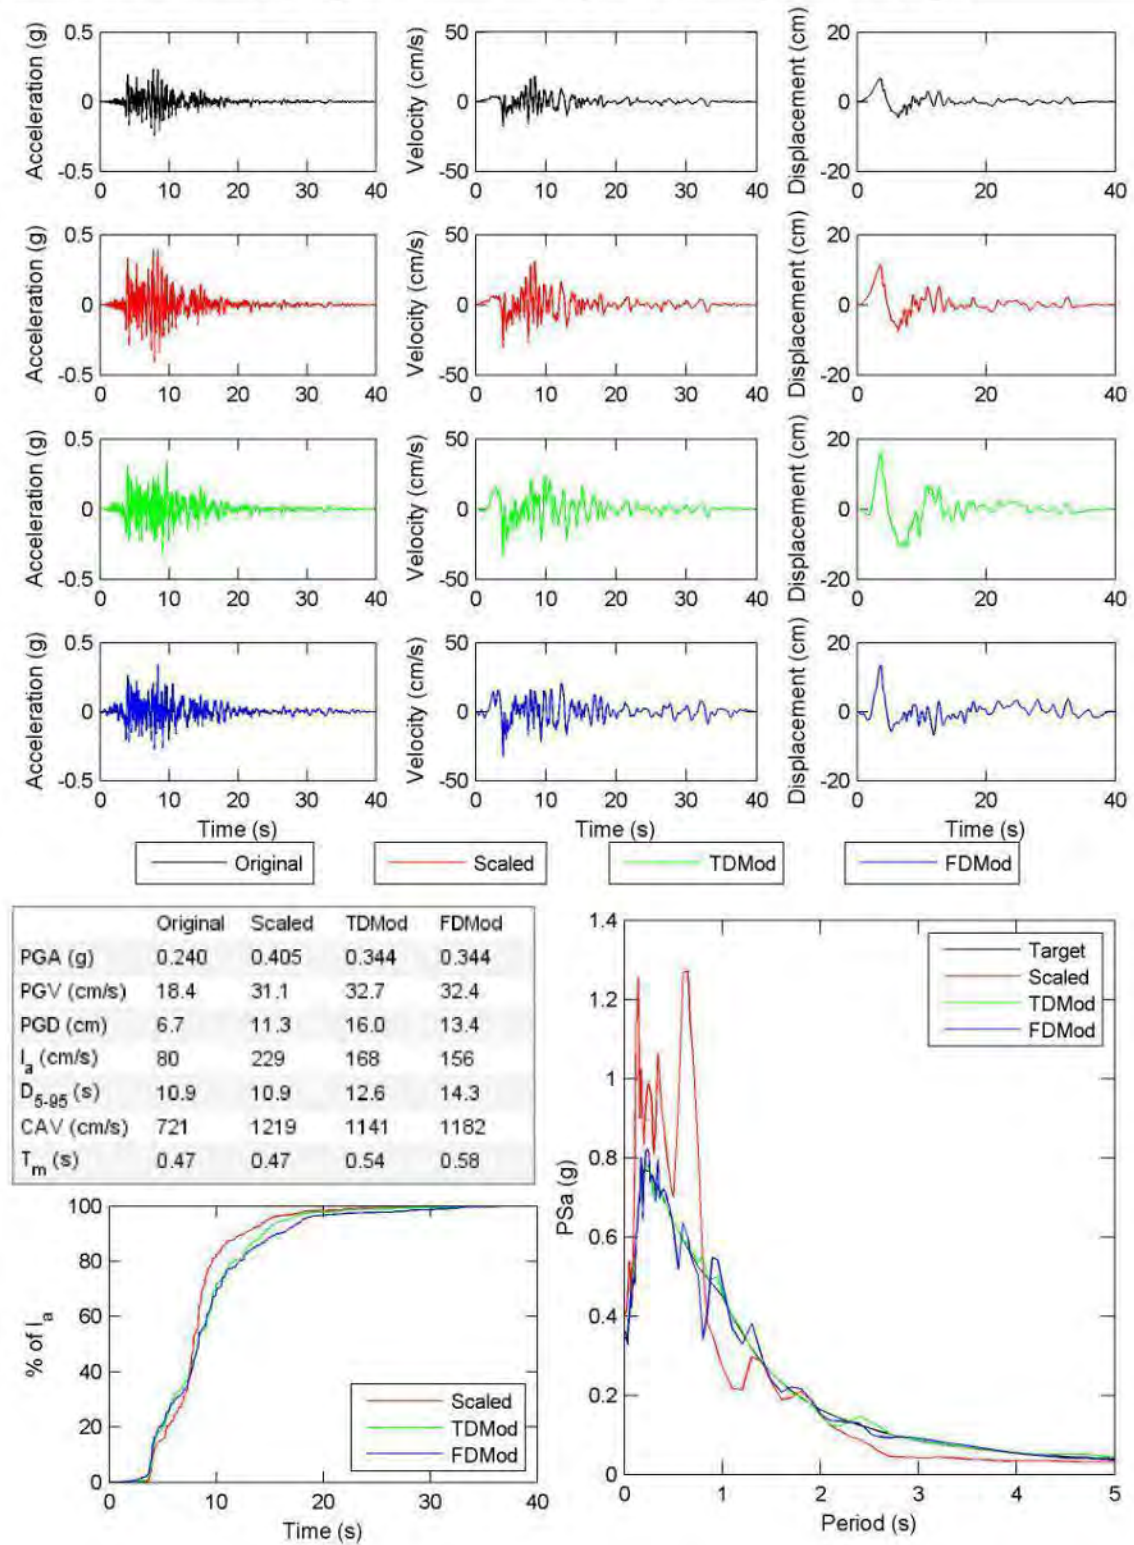 Acceleration (g)
0.5
0
-0.5
0 10 20 30 40
Velocity (cm/s)
50
0
-50
0 10 20 30 40
Displacement (cm)
20
0
-20
0 20 40
Acceleration (g)
0.5
0
-0.5
0 10 20 30 40
Velocity (cm/s)
50
0
-50
0 10 20 30 40
Displacement (cm)
20
0
-20
0 20 40
Acceleration (g)
0.5
0
-0.5
0 10 20 30 40
Velocity (cm/s)
50
0
-50
0 10 20 30 40
Displacement (cm)
20
0
-20
0 20 40
Acceleration (g)
0.5
0
-0.5
0 10 20 30 40
Time (s)
Velocity (cm/s)
50
0
-50
0 10 20 30 40
Time (s)
Displacement (cm)
20
0
-20
0 20 40
Time (s)
Original
Scaled
TDMod
FDMod
Original Scaled TDMod FDMod
PGA (g) 0.240 0.405 0.344 0.344
PGV (cm/s) 18.4 31.1 32.7 32.4
PGD (cm) 6.7 11.3 16.0 13.4
I_a (cm/s) 80 229 168 156
D_5-95 (s) 10.9 10.9 12.6 14.3
CAV (cm/s) 721 1219 1141 1182
T_m (s) 0.47 0.47 0.54 0.58
% of I_a
100
80
60
40
20
0
0 10 20 30 40
Time (s)
Scaled
TDMod
FDMod
PSa (g)
1.4
1.2
1
0.8
0.6
0.4
0.2
0
0 1 2 3 4 5
Period (s)
Target
Scaled
TDMod
FDMod